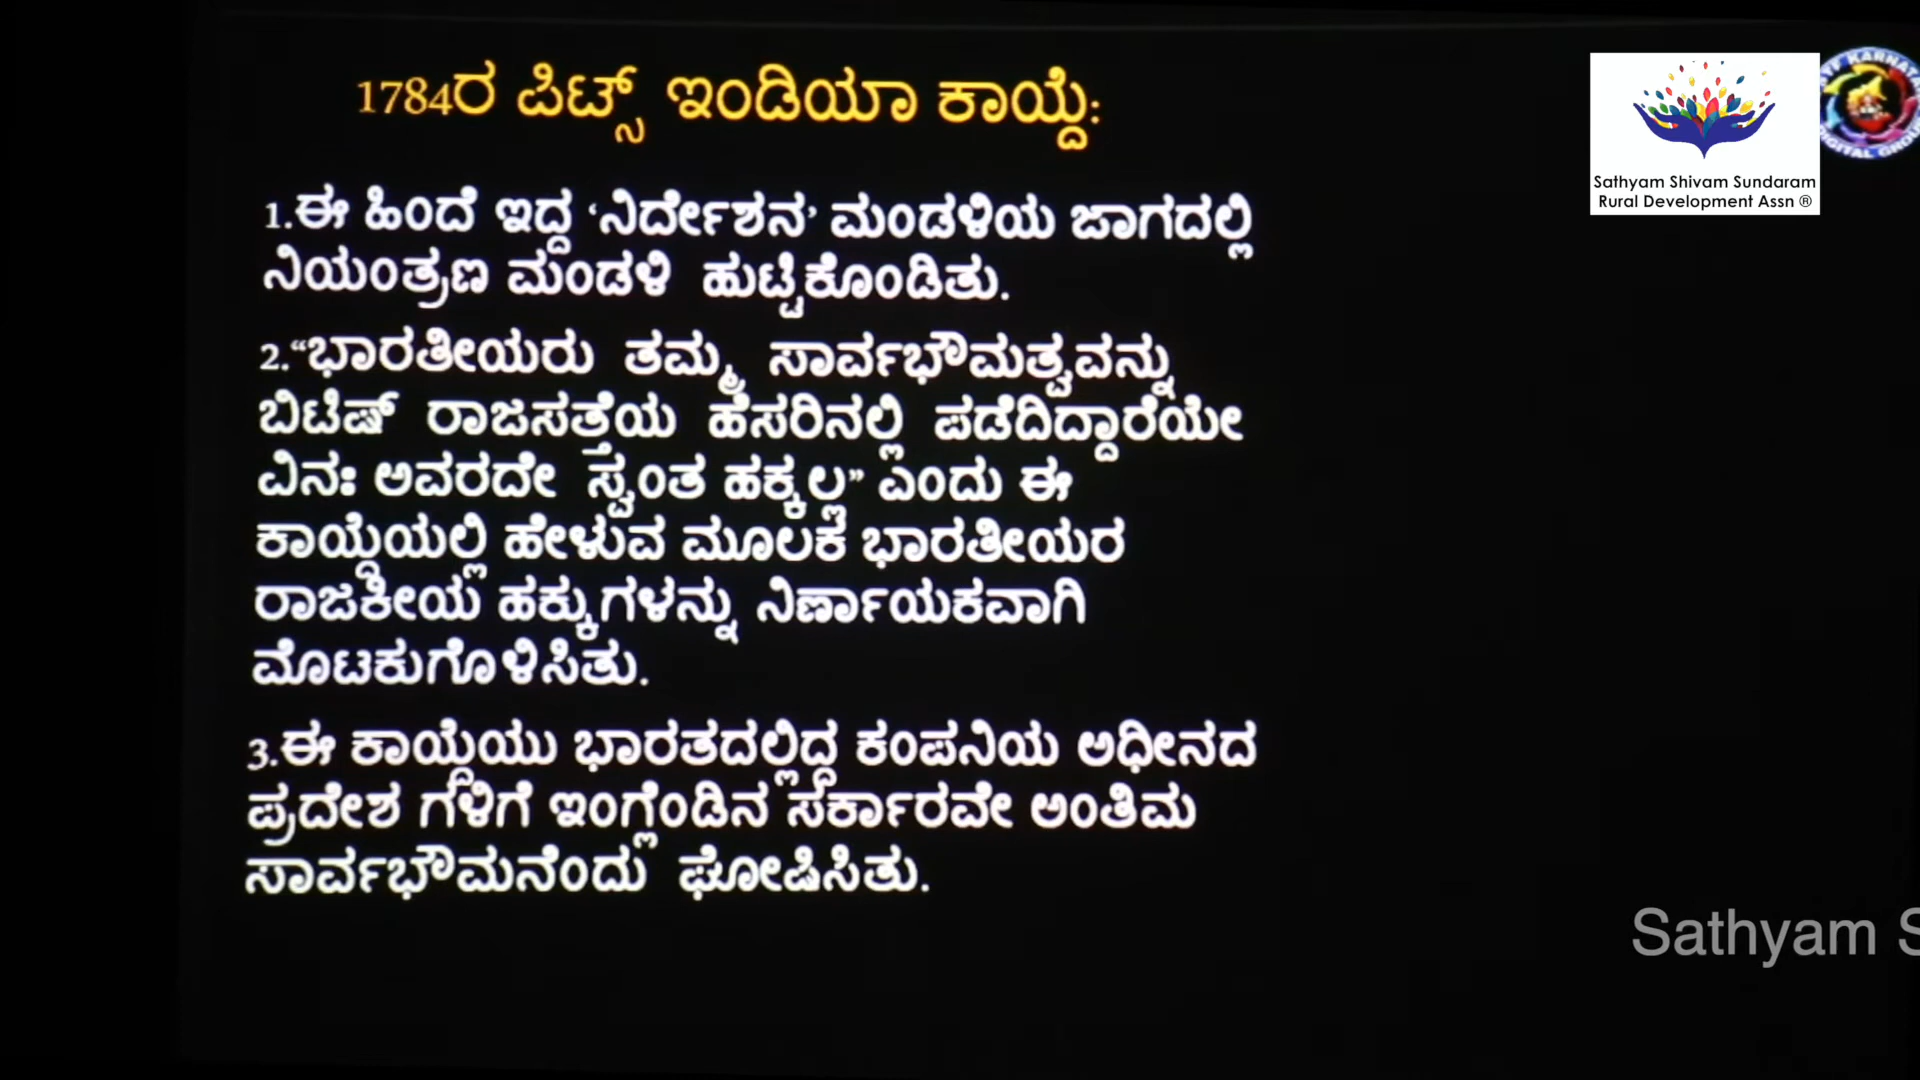 1784ರ ಪಿಟ್ಸ್ ಇಂಡಿಯಾ ಕಾಯ್ದೆ:
1.ಈ ಹಿಂದೆ ಇದ್ದ ‘ನಿರ್ದೇಶನ’ ಮಂಡಳಿಯ ಜಾಗದಲ್ಲಿ
ನಿಯಂತ್ರಣ ಮಂಡಳಿ ಹುಟ್ಟಿಕೊಂಡಿತು.
2.“ಭಾರತೀಯರು ತಮ್ಮ ಸಾರ್ವಭೌಮತ್ವವನ್ನು
ಬಿಟಿಷ್ ರಾಜಸತ್ತೆಯ ಹೆಸರಿನಲ್ಲಿ ಪಡೆದಿದ್ದಾರೆಯೇ
ವಿನಃ ಅವರದೇ ಸ್ವಂತ ಹಕ್ಕಲ್ಲ” ಎಂದು ಈ
ಕಾಯ್ದೆಯಲ್ಲಿ ಹೇಳುವ ಮೂಲಕ ಭಾರತೀಯರ
ರಾಜಕೀಯ ಹಕ್ಕುಗಳನ್ನು ನಿರ್ಣಾಯಕವಾಗಿ
ಮೊಟಕುಗೊಳಿಸಿತು.
3.ಈ ಕಾಯ್ದೆಯು ಭಾರತದಲ್ಲಿದ್ದ ಕಂಪನಿಯ ಅಧೀನದ
ಪ್ರದೇಶ ಗಳಿಗೆ ಇಂಗ್ಲೆಂಡಿನ ಸರ್ಕಾರವೇ ಅಂತಿಮ
ಸಾರ್ವಭೌಮನೆಂದು ಘೋಷಿಸಿತು.
Sathyam Shivam Sundaram
Rural Development Assn ®
DIGITAL
Sathyam S